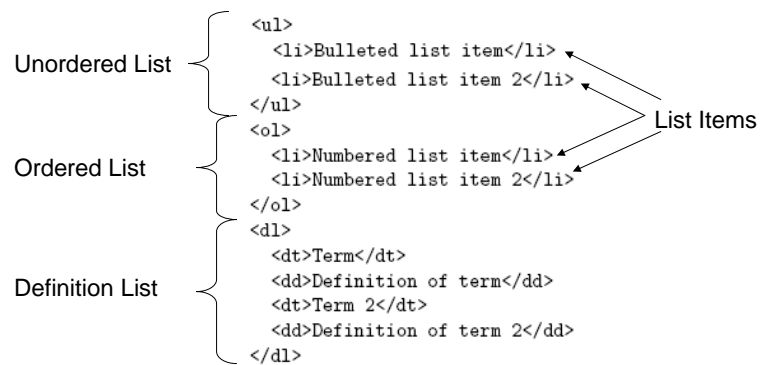 <ul>
<li>Bulleted list item</li>
Unordered List
<li>Bulleted list item 2</li>
</ul>
List Items
<ol>
<li>Numbered list item</li>
Ordered List
<li>Numbered list item 2</li>
</ol>
<dl>
<dt>Term</dt>
<dd>Definition of term</dd>
Definition List
<dt>Term 2</dt>
<dd>Definition of term 2</dd>
</dl>